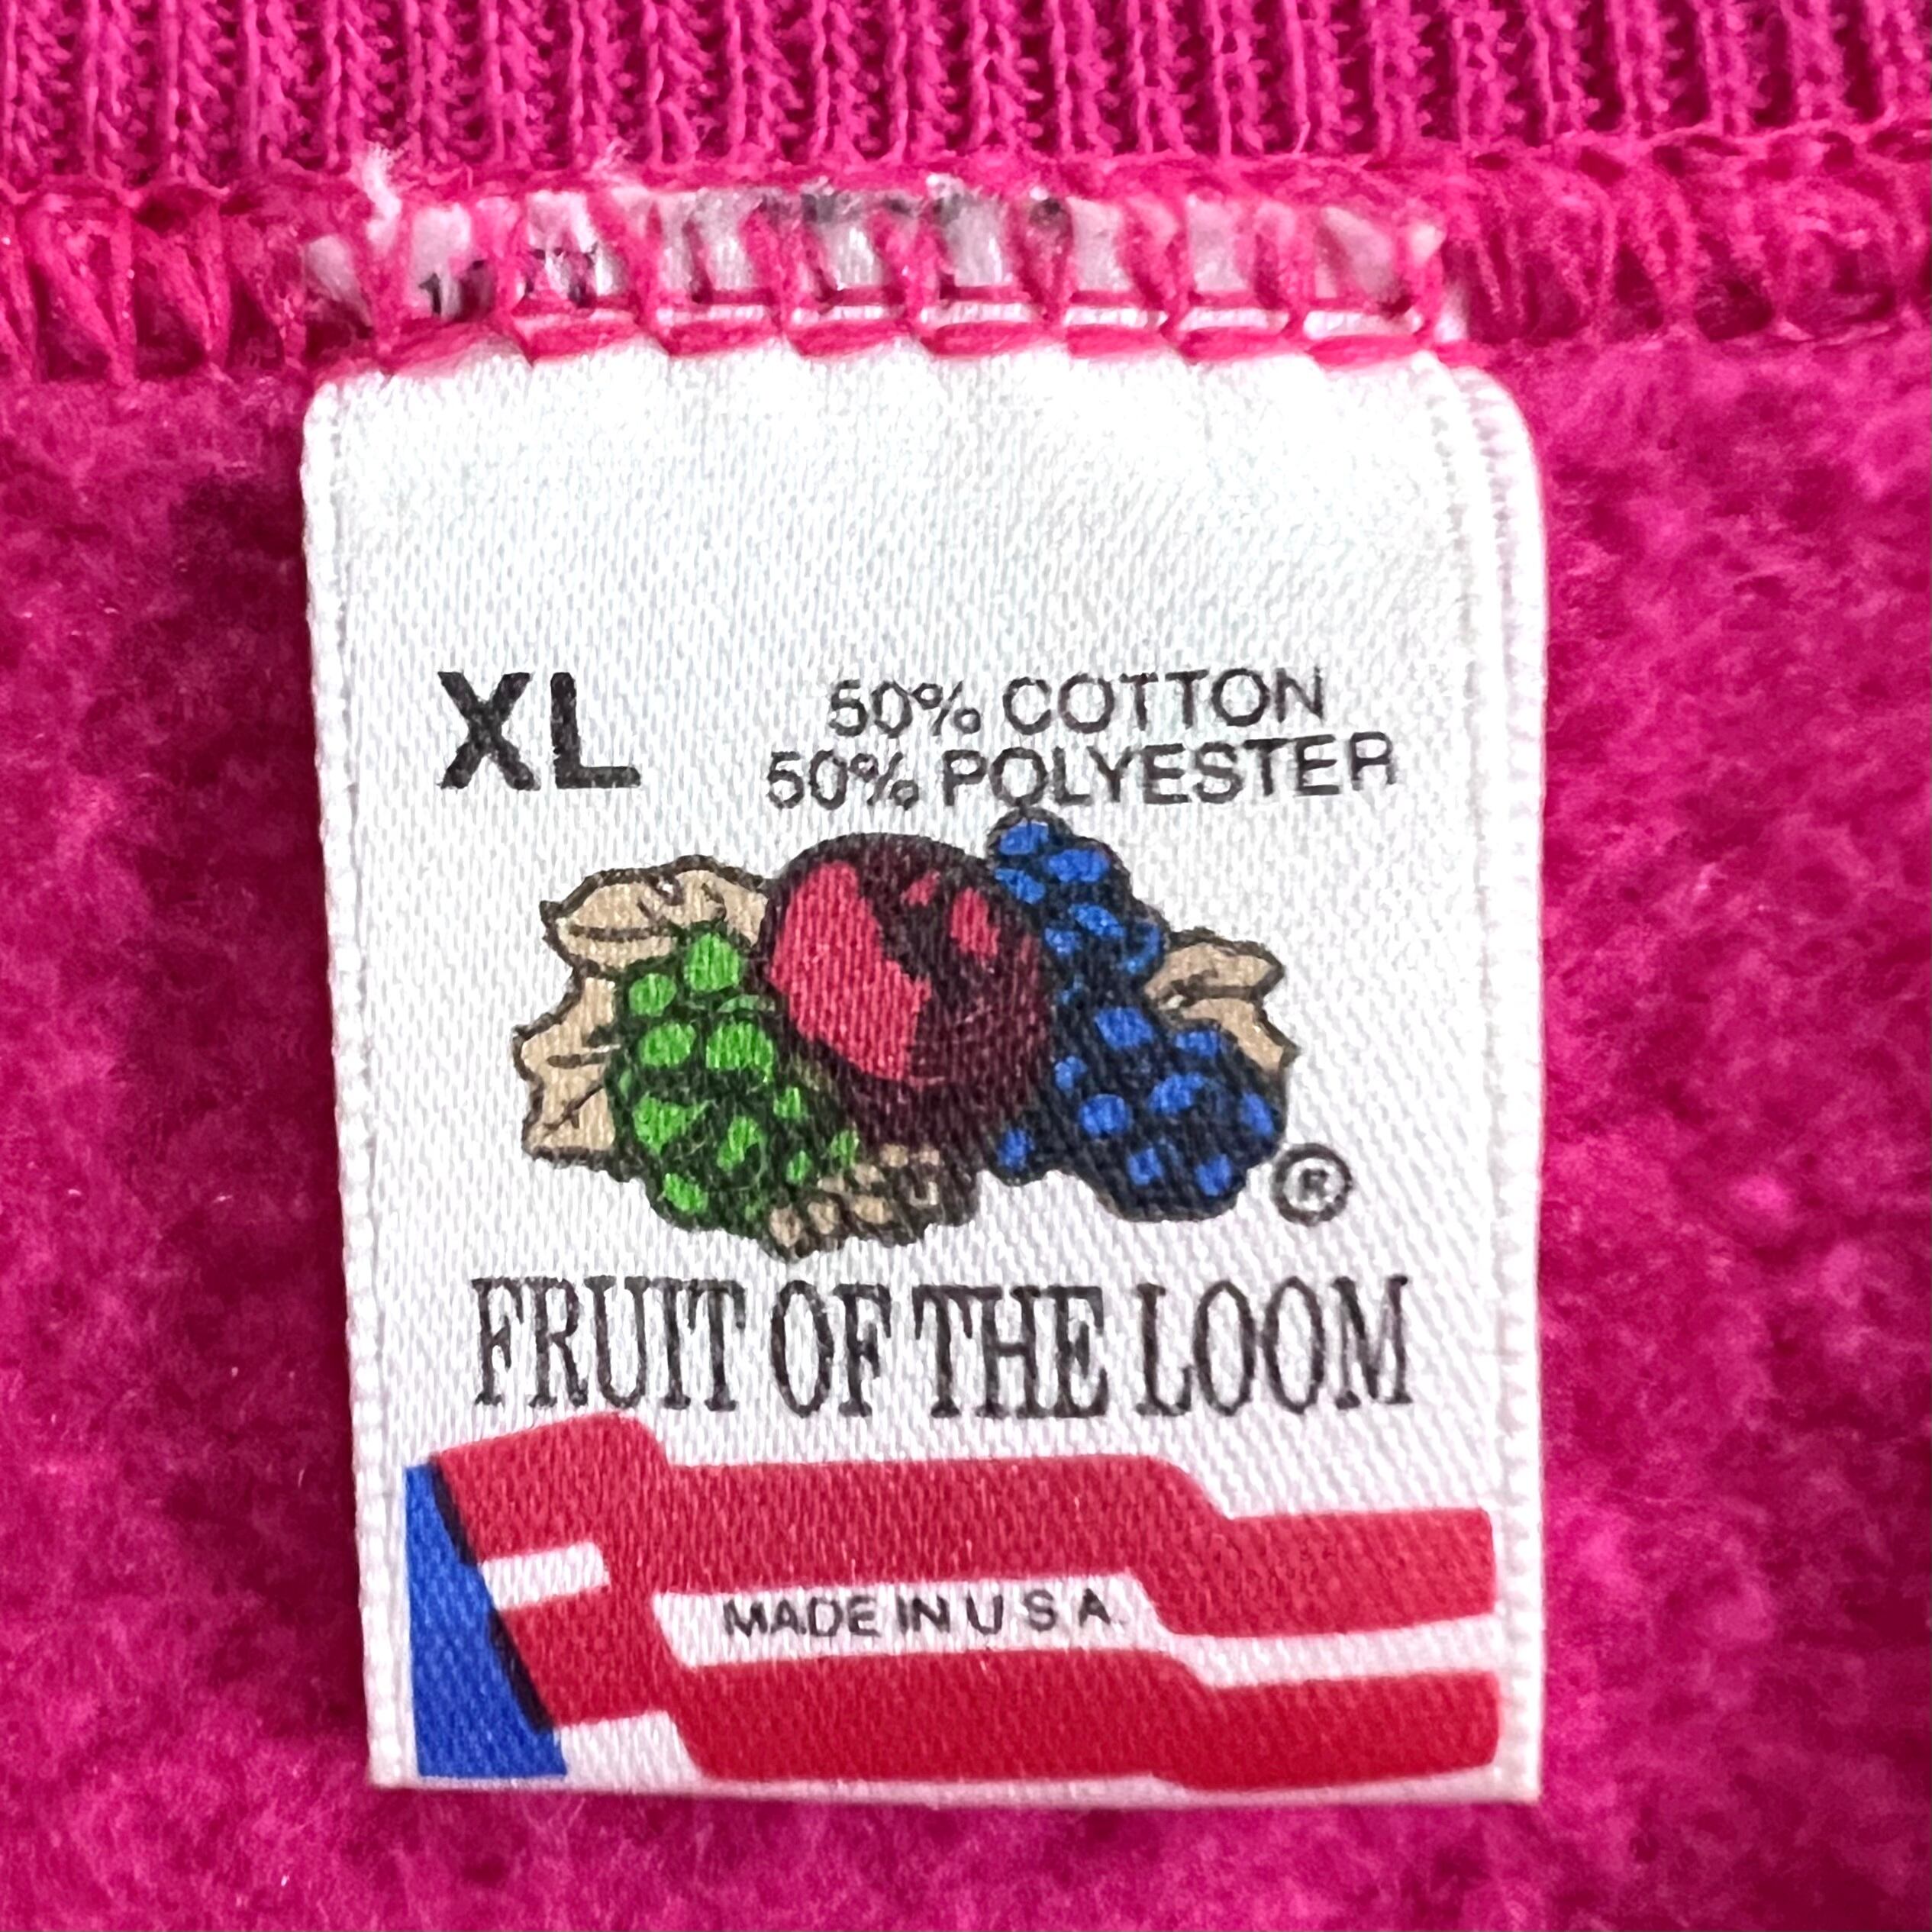 XL
50% COTTON
50% POLYESTER
®
FRUIT OF THE LOOM
MADE IN U S A.